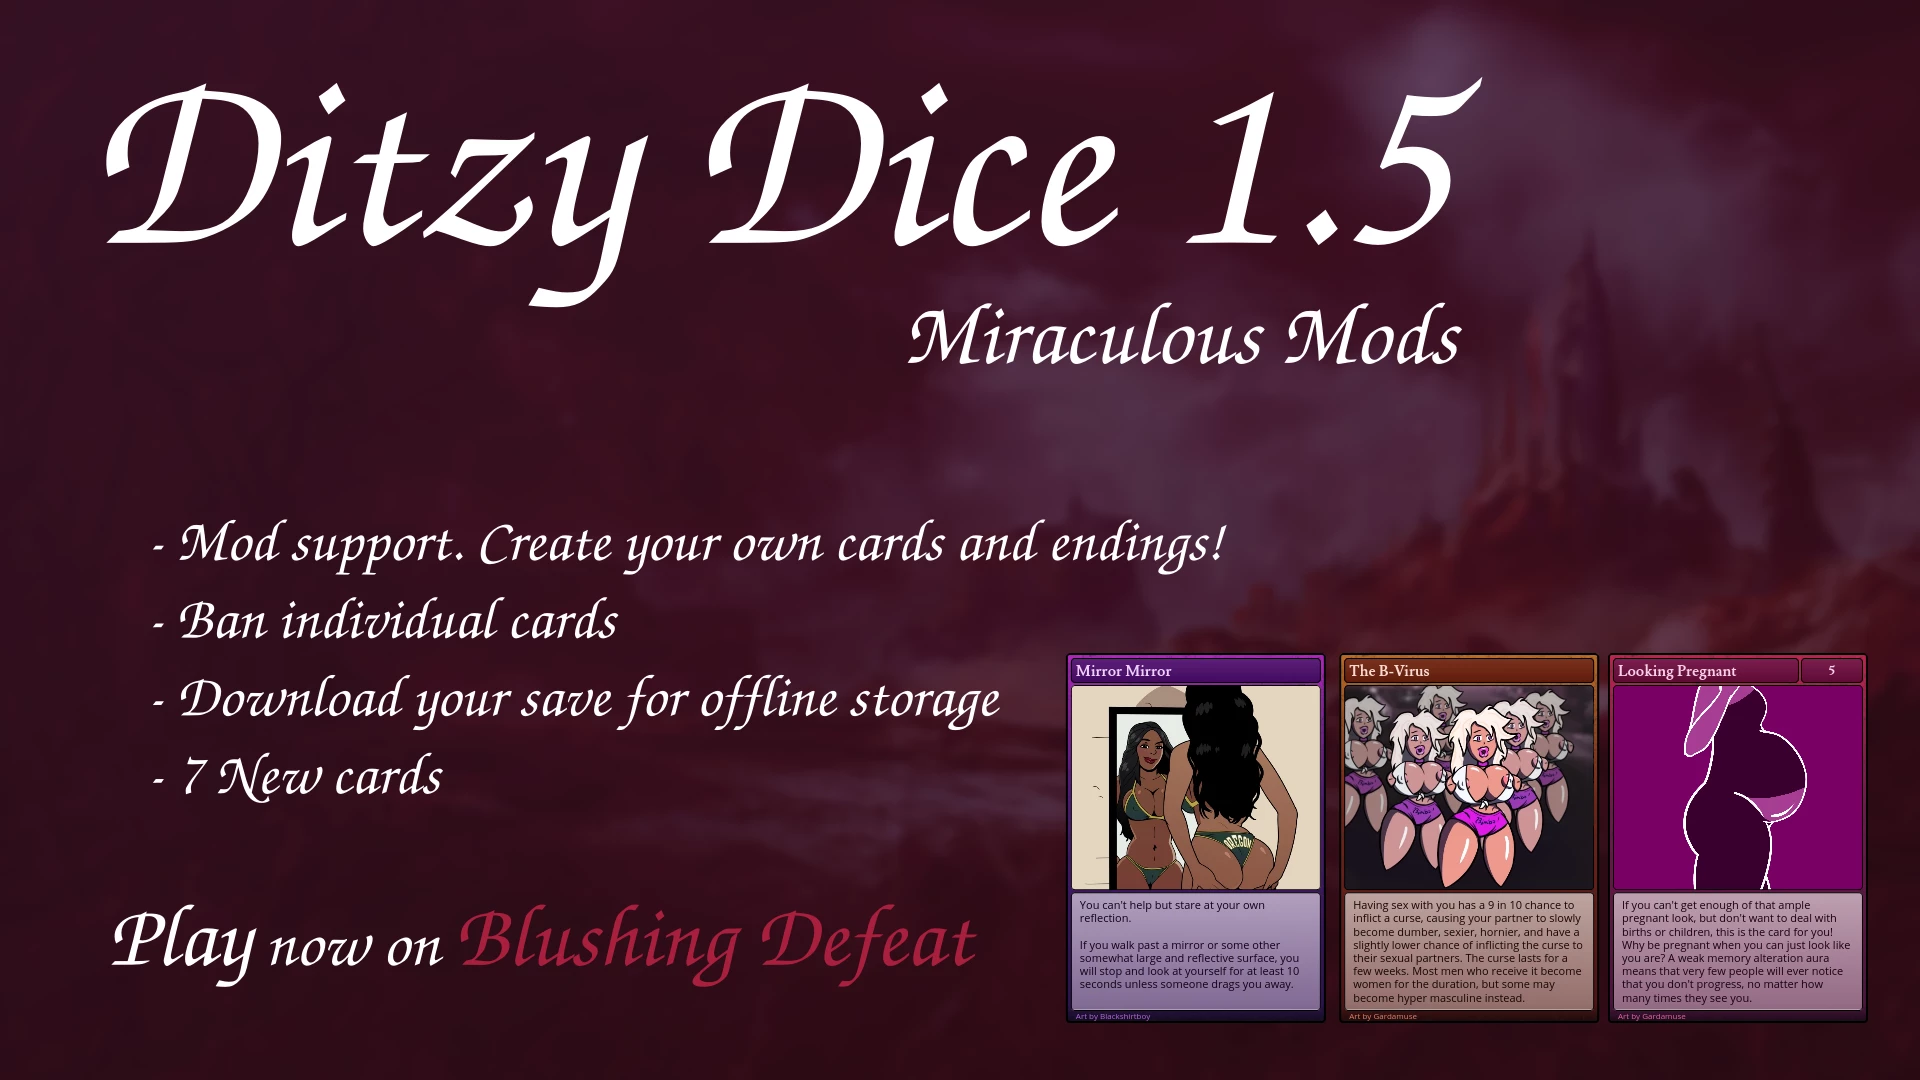 Ditzy Dice 1.5
Miraculous Mods
- Mod support. Create your own cards and endings!
- Ban individual cards
- Download your save for offline storage
- 7 New cards
Play now on Blushing Defeat
Mirror Mirror
OREGON
You can't help but stare at your own
reflection.
If you walk past a mirror or some other
somewhat large and reflective surface, you
will stop and look at yourself for at least 10
seconds unless someone drags you away.
Art by Blackshirtboy
The B-Virus
Having sex with you has a 9 in 10 chance to
inflict a curse, causing your partner to slowly
become dumber, sexier, hornier, and have a
slightly lower chance of inflicting the curse to
their sexual partners. The curse lasts for a
few weeks. Most men who receive it become
women for the duration, but some may
become hyper masculine instead.
Art by Gardamuse
Looking Pregnant
5
If you can't get enough of that ample
pregnant look, but don't want to deal with
births or children, this is the card for you!
Why be pregnant when you can just look like
you are? A weak memory alteration aura
means that very few people will ever notice
that you don't progress, no matter how
many times they see you.
Art by Gardamuse